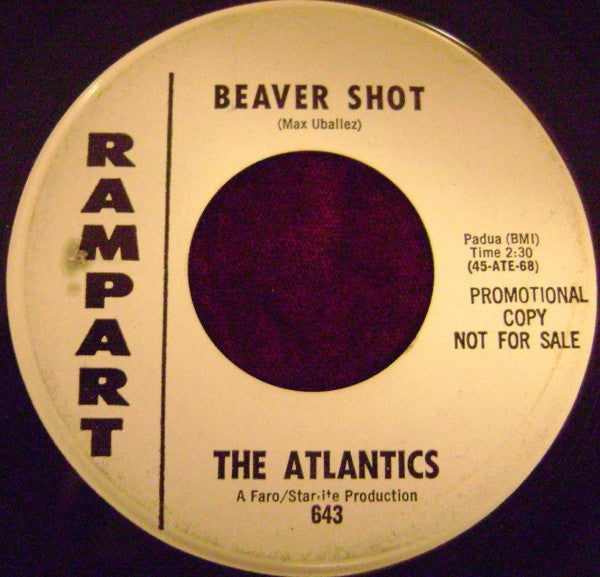 RAMPART
BEAVER SHOT
(Max Uballez)
Padua (BMI)
Time 2:30
(45-ATE-68)
PROMOTIONAL
COPY
NOT FOR SALE
THE ATLANTICS
A Faro/Starlite Production
643